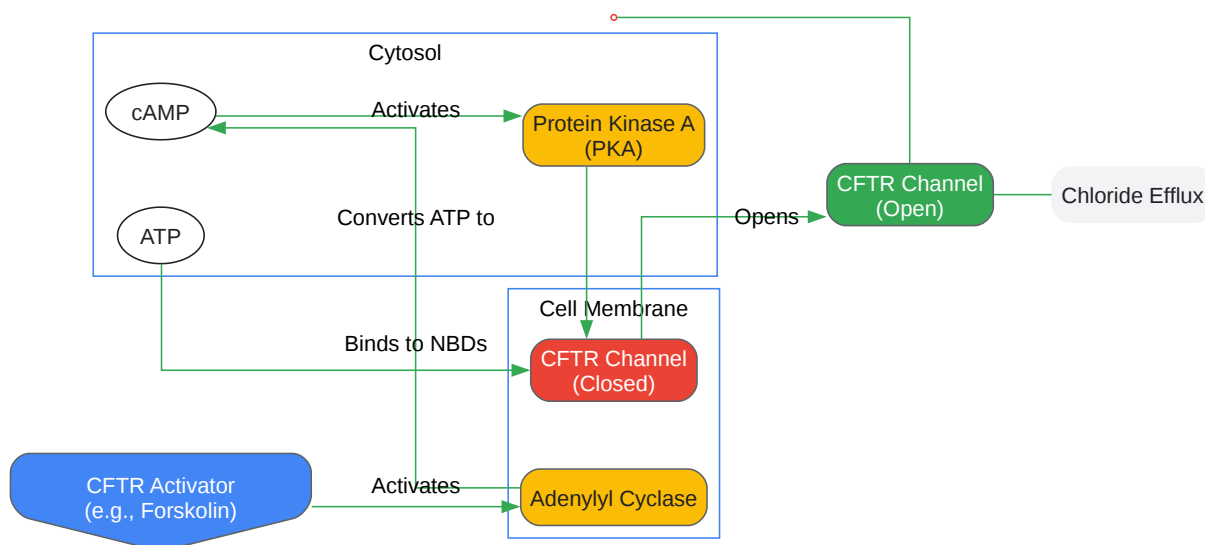 Cytosol
cAMP
Activates
Protein Kinase A
(PKA)
CFTR Channel
(Open)
Chloride Efflux
Converts ATP to
Opens
ATP
Cell Membrane
Binds to NBDs
CFTR Channel
(Closed)
CFTR Activator
(e.g., Forskolin)
Activates
Adenylyl Cyclase